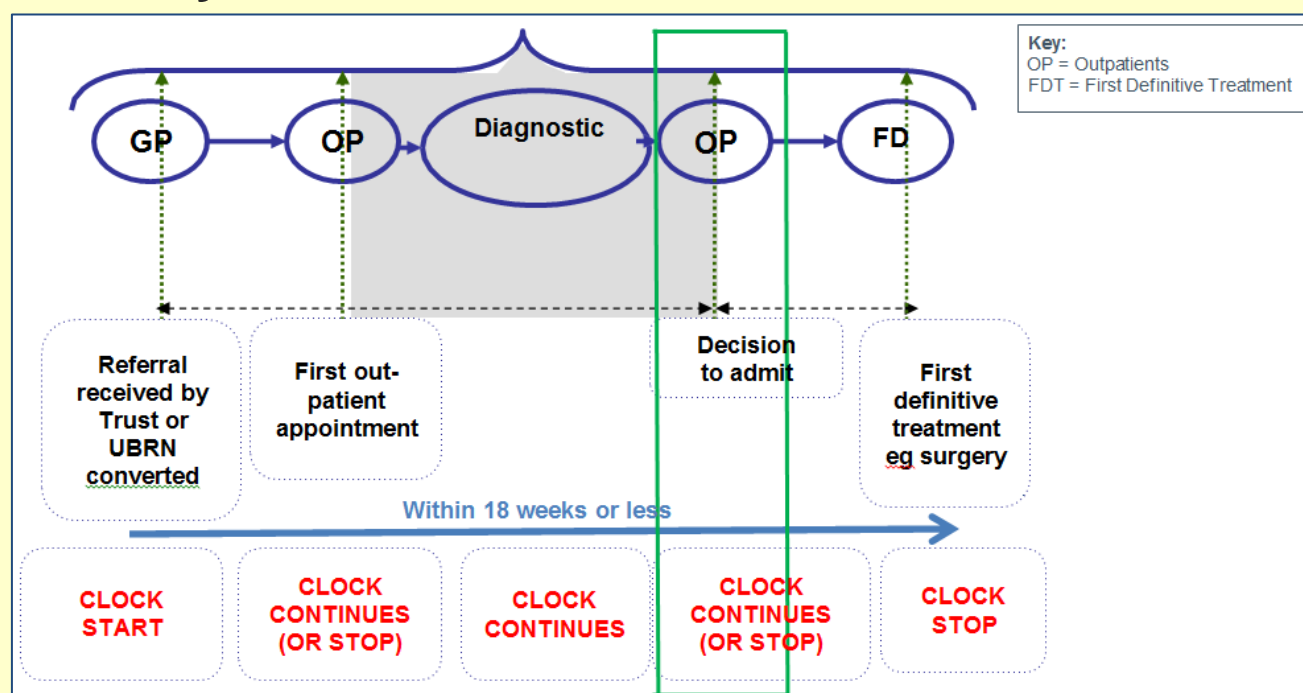 Key:
OP = Outpatients
FDT = First Definitive Treatment
GP
OP
Diagnostic
OP
FD
Referral
received by
Trust or
UBRN
converted
First out-
patient
appointment
Decision
to admit
First
definitive
treatment
eg surgery
Within 18 weeks or less
CLOCK
START
CLOCK
CONTINUES
(OR STOP)
CLOCK
CONTINUES
CLOCK
CONTINUES
(OR STOP)
CLOCK
STOP